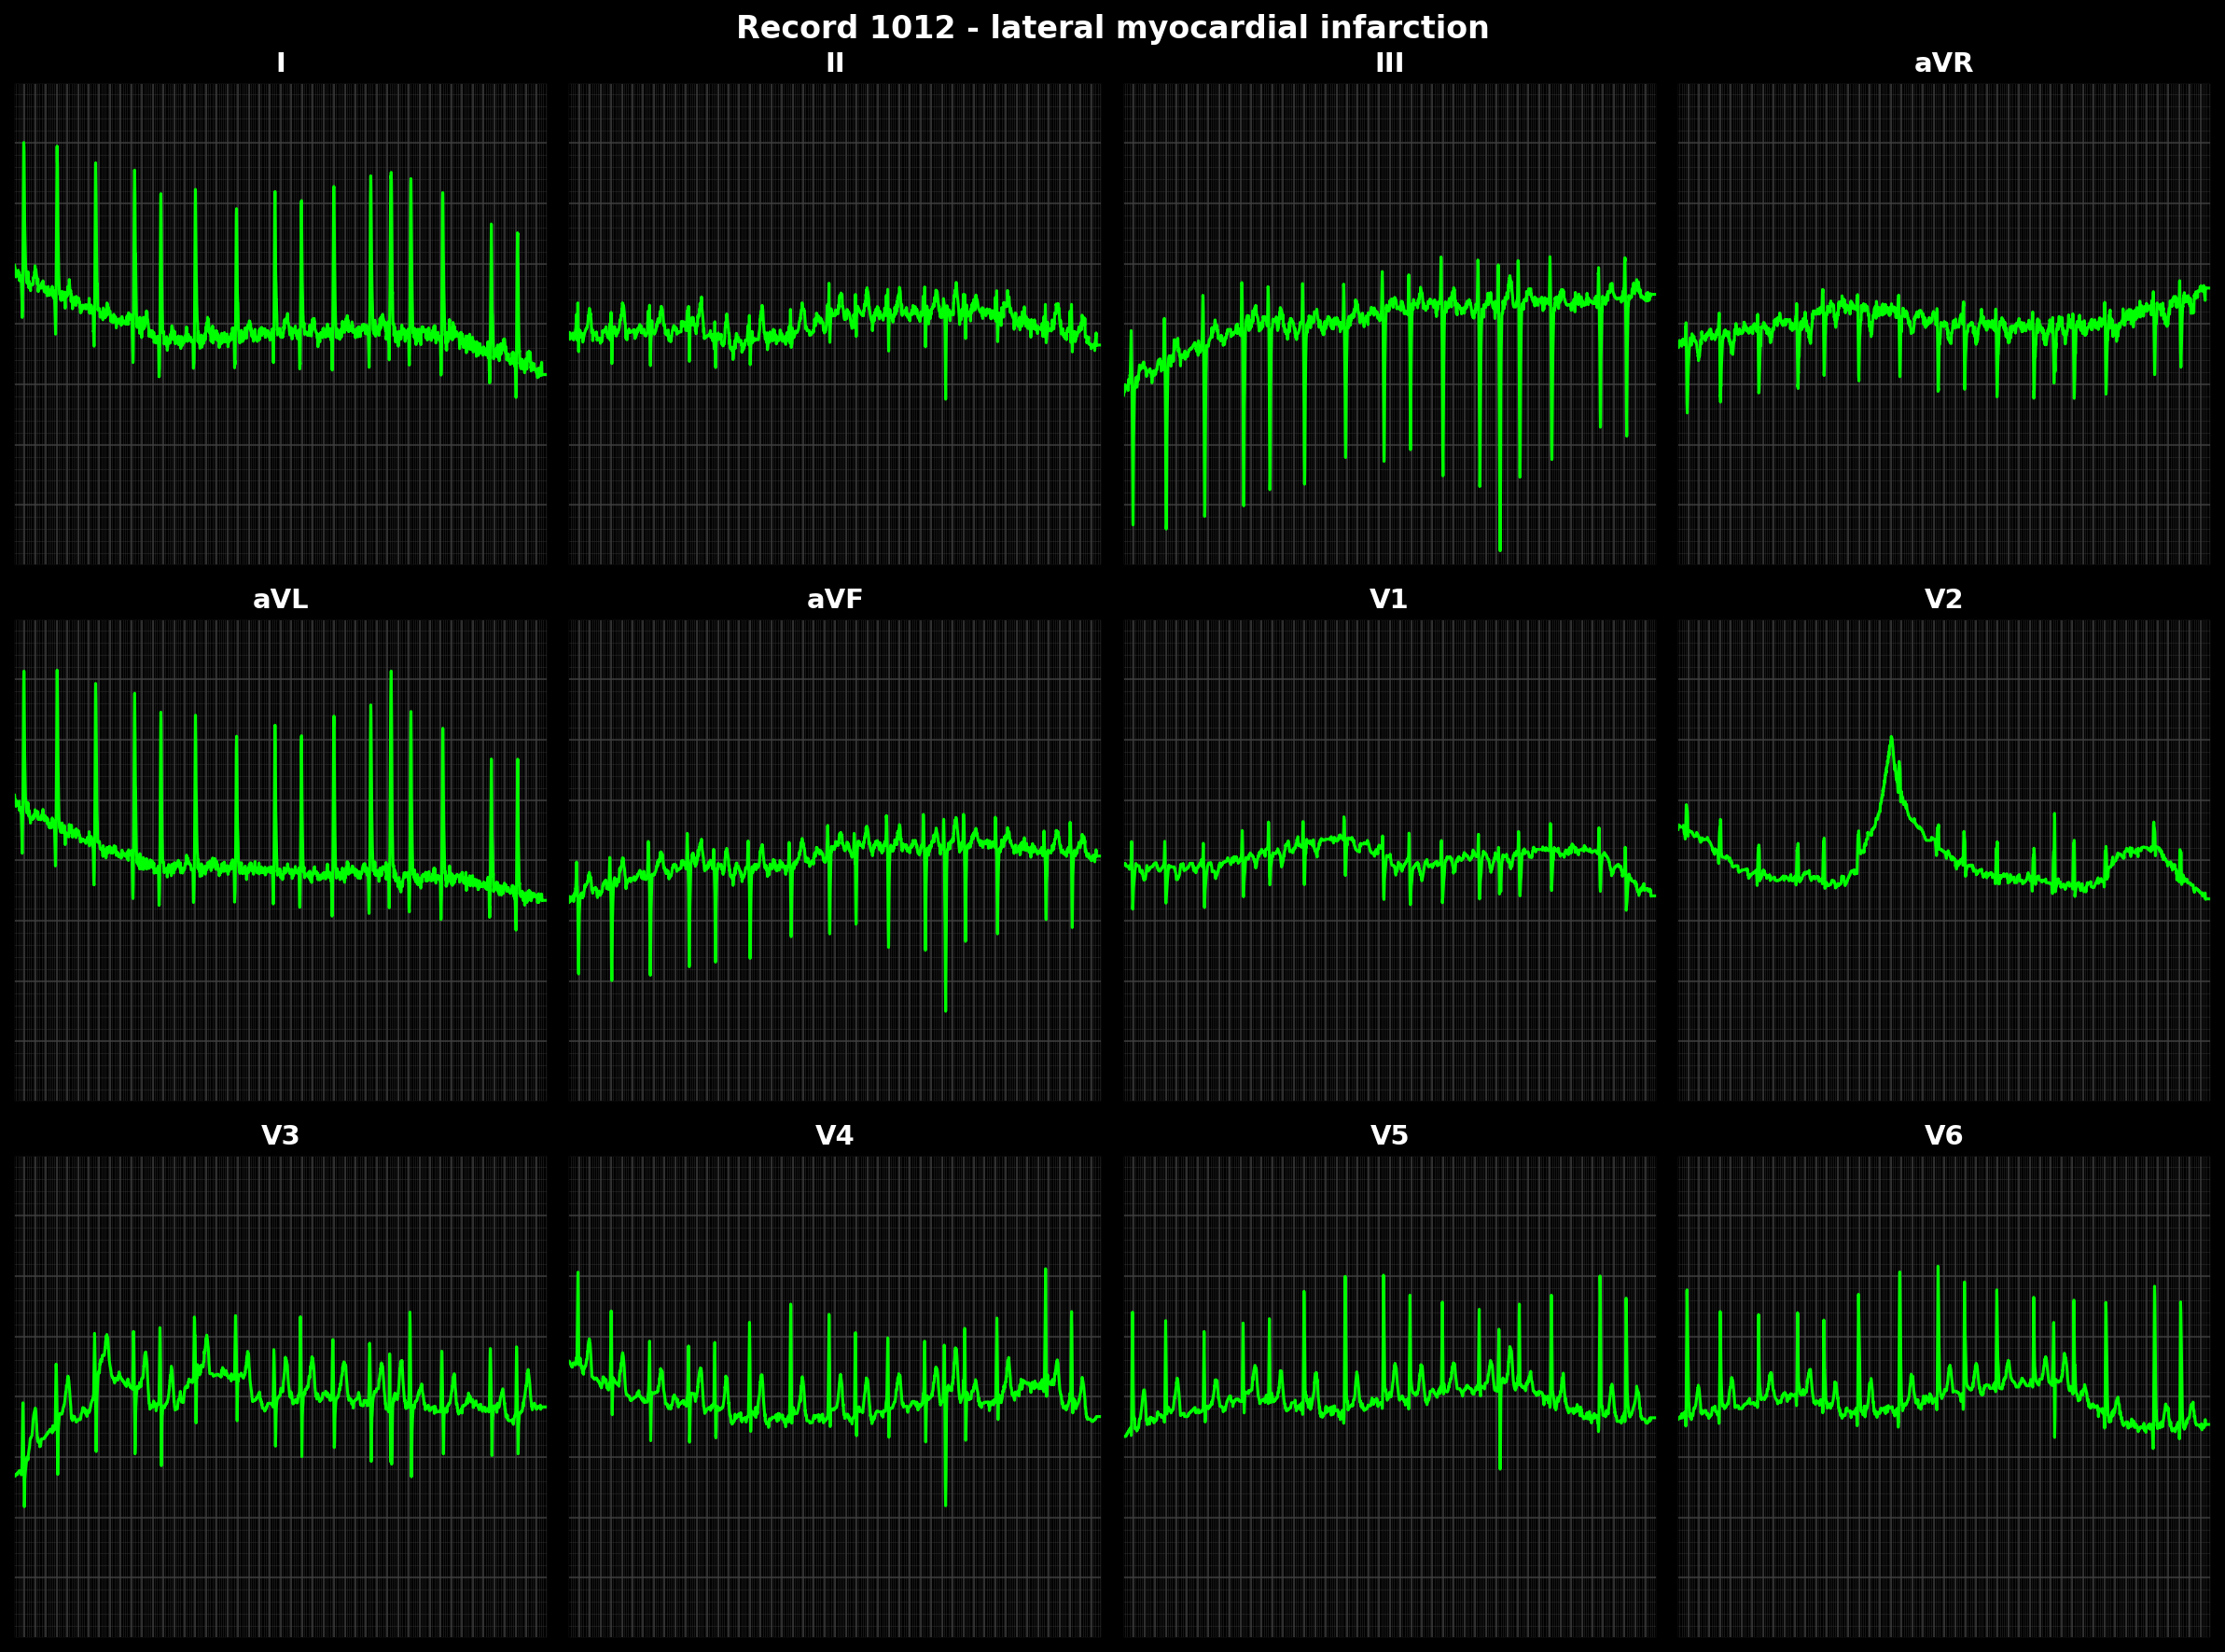 Record 1012 - lateral myocardial infarction
I II III aVR
aVL aVF V1 V2
V3 V4 V5 V6